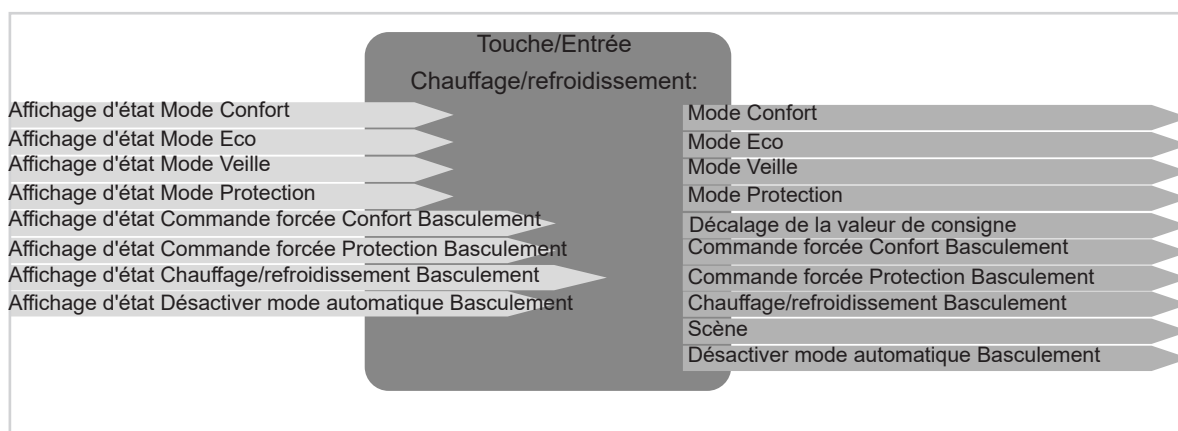 Touche/Entrée
Chauffage/refroidissement:
Affichage d'état Mode Confort
Affichage d'état Mode Eco
Affichage d'état Mode Veille
Affichage d'état Mode Protection
Affichage d'état Commande forcée Confort Basculement
Affichage d'état Commande forcée Protection Basculement
Affichage d'état Chauffage/refroidissement Basculement
Affichage d'état Désactiver mode automatique Basculement
Mode Confort
Mode Eco
Mode Veille
Mode Protection
Décalage de la valeur de consigne
Commande forcée Confort Basculement
Commande forcée Protection Basculement
Chauffage/refroidissement Basculement
Scène
Désactiver mode automatique Basculement